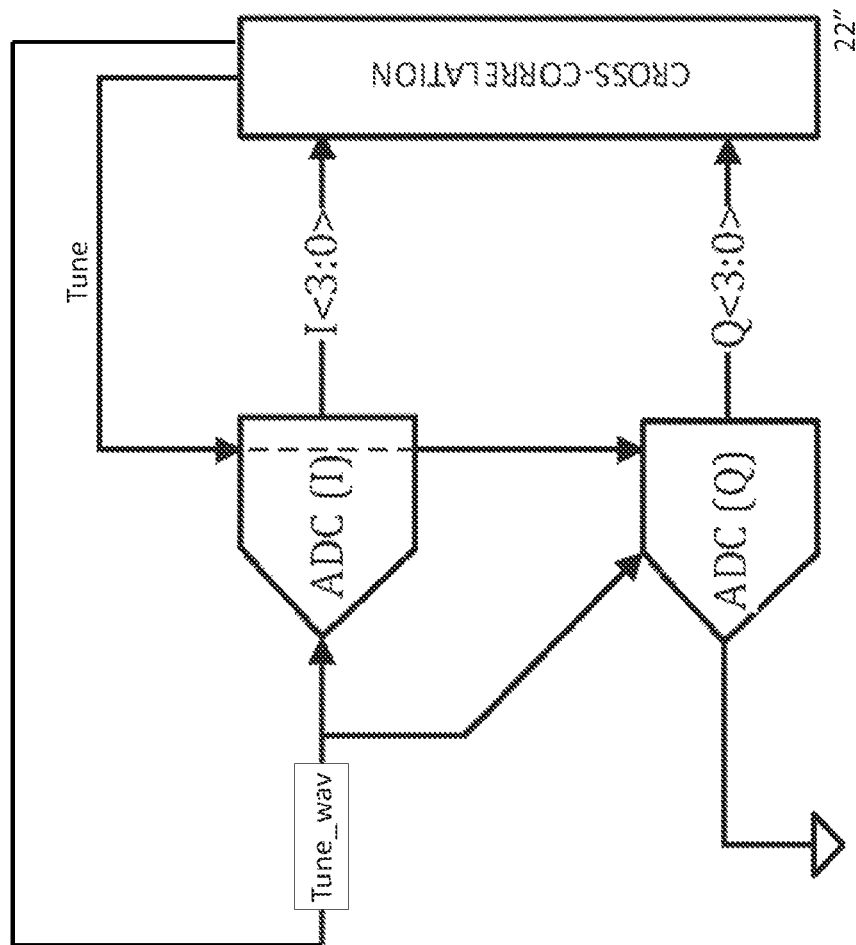 CROSS-CORRELATION
22”
Tune
I<3:0>
Q<3:0>
ADC (I)
ADC (Q)
Tune_wav